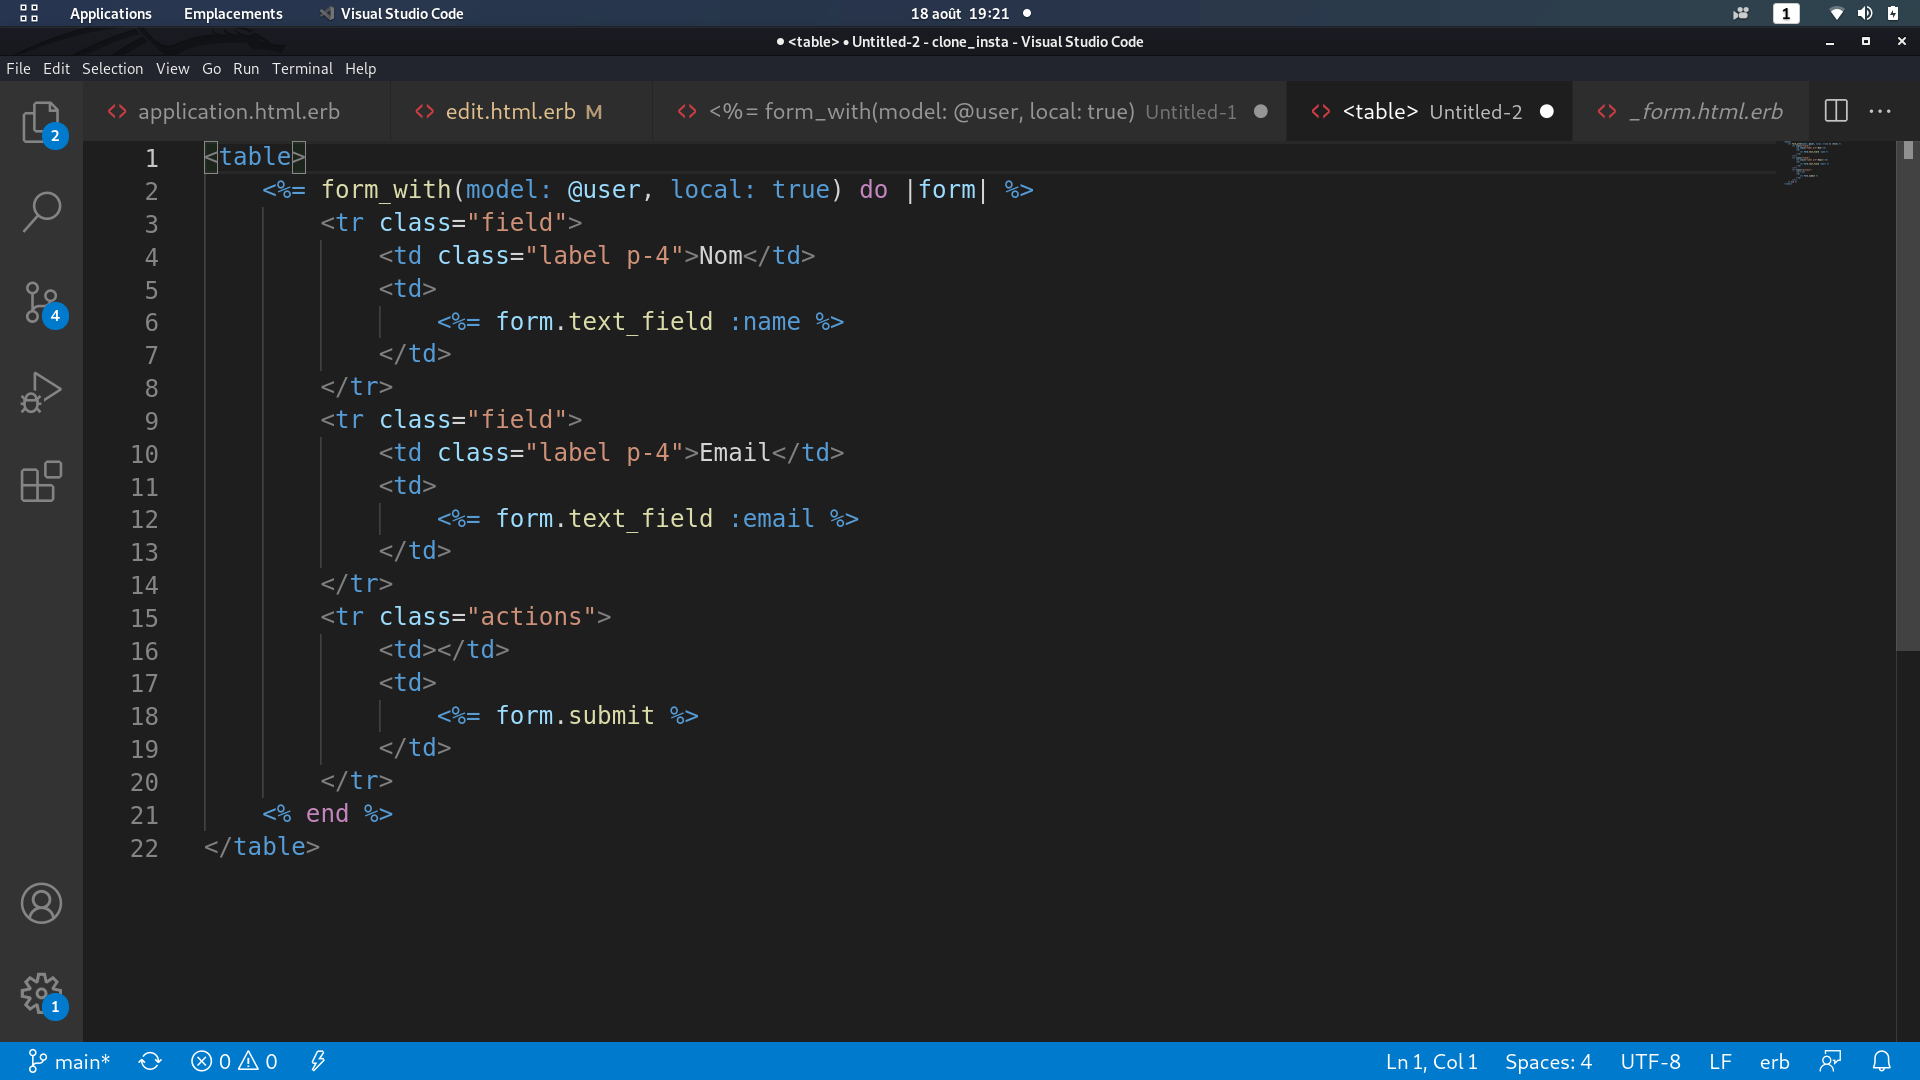 Applications Emplacements Visual Studio Code 18 août 19:21 1
● <table> • Untitled-2 - clone_insta - Visual Studio Code
File Edit Selection View Go Run Terminal Help
application.html.erb edit.html.erb M <%= form_with(model: @user, local: true) Untitled-1 <table> Untitled-2 _form.html.erb
2
4
1
1 <table>
2 <%= form_with(model: @user, local: true) do |form| %>
3 <tr class="field">
4 <td class="label p-4">Nom</td>
5 <td>
6 <%= form.text_field :name %>
7 </td>
8 </tr>
9 <tr class="field">
10 <td class="label p-4">Email</td>
11 <td>
12 <%= form.text_field :email %>
13 </td>
14 </tr>
15 <tr class="actions">
16 <td></td>
17 <td>
18 <%= form.submit %>
19 </td>
20 </tr>
21 <% end %>
22 </table>
main* 0 0 Ln 1, Col 1 Spaces: 4 UTF-8 LF erb